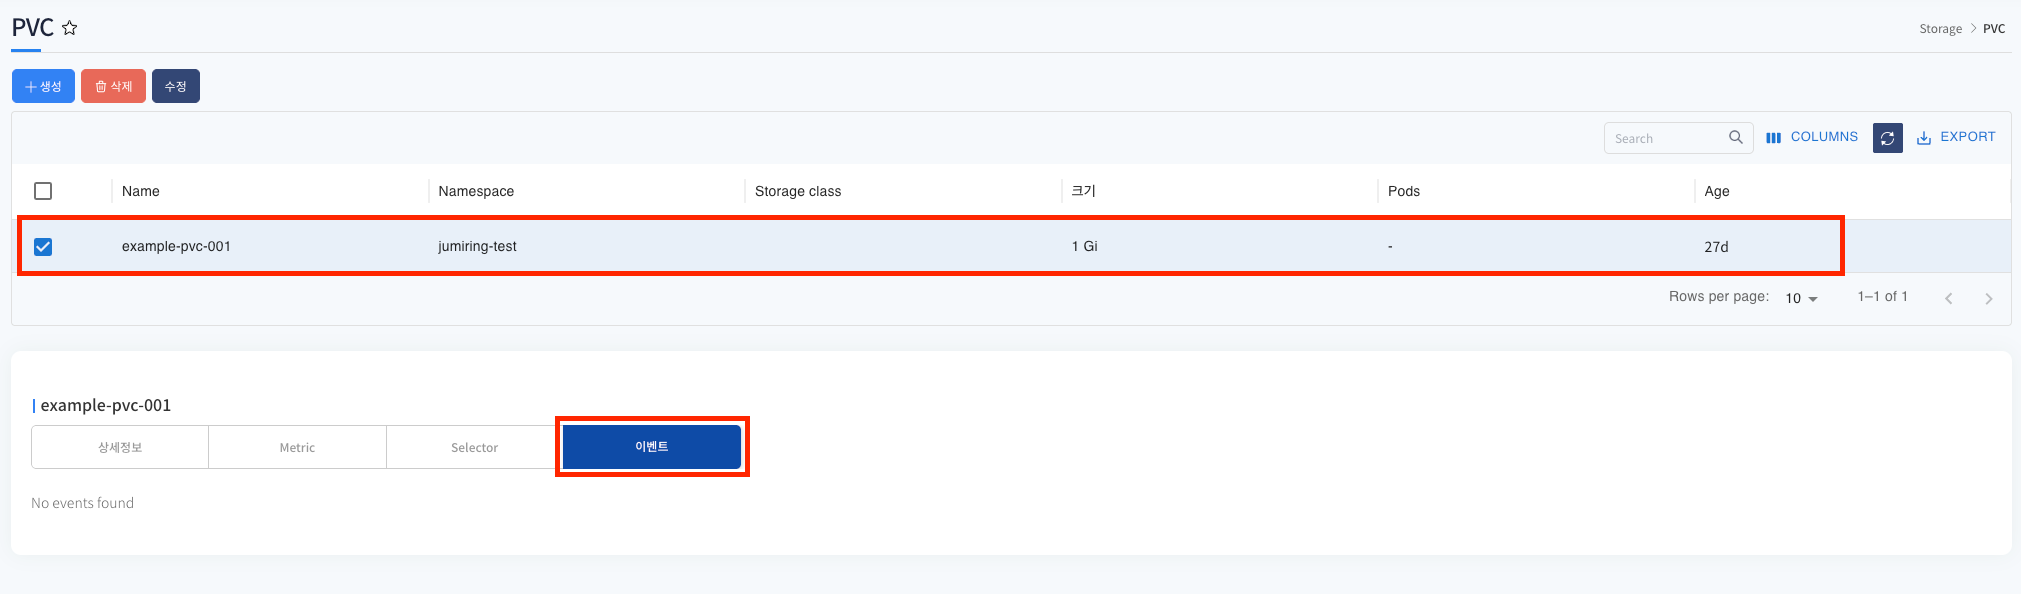 PVC
Storage > PVC
+ 생성 삭제 수정
Search COLUMNS EXPORT
Name Namespace Storage class 크기 Pods Age
example-pvc-001 jumiring-test 1 Gi - 27d
Rows per page: 10 1–1 of 1
example-pvc-001
상세정보 Metric Selector 이벤트
No events found